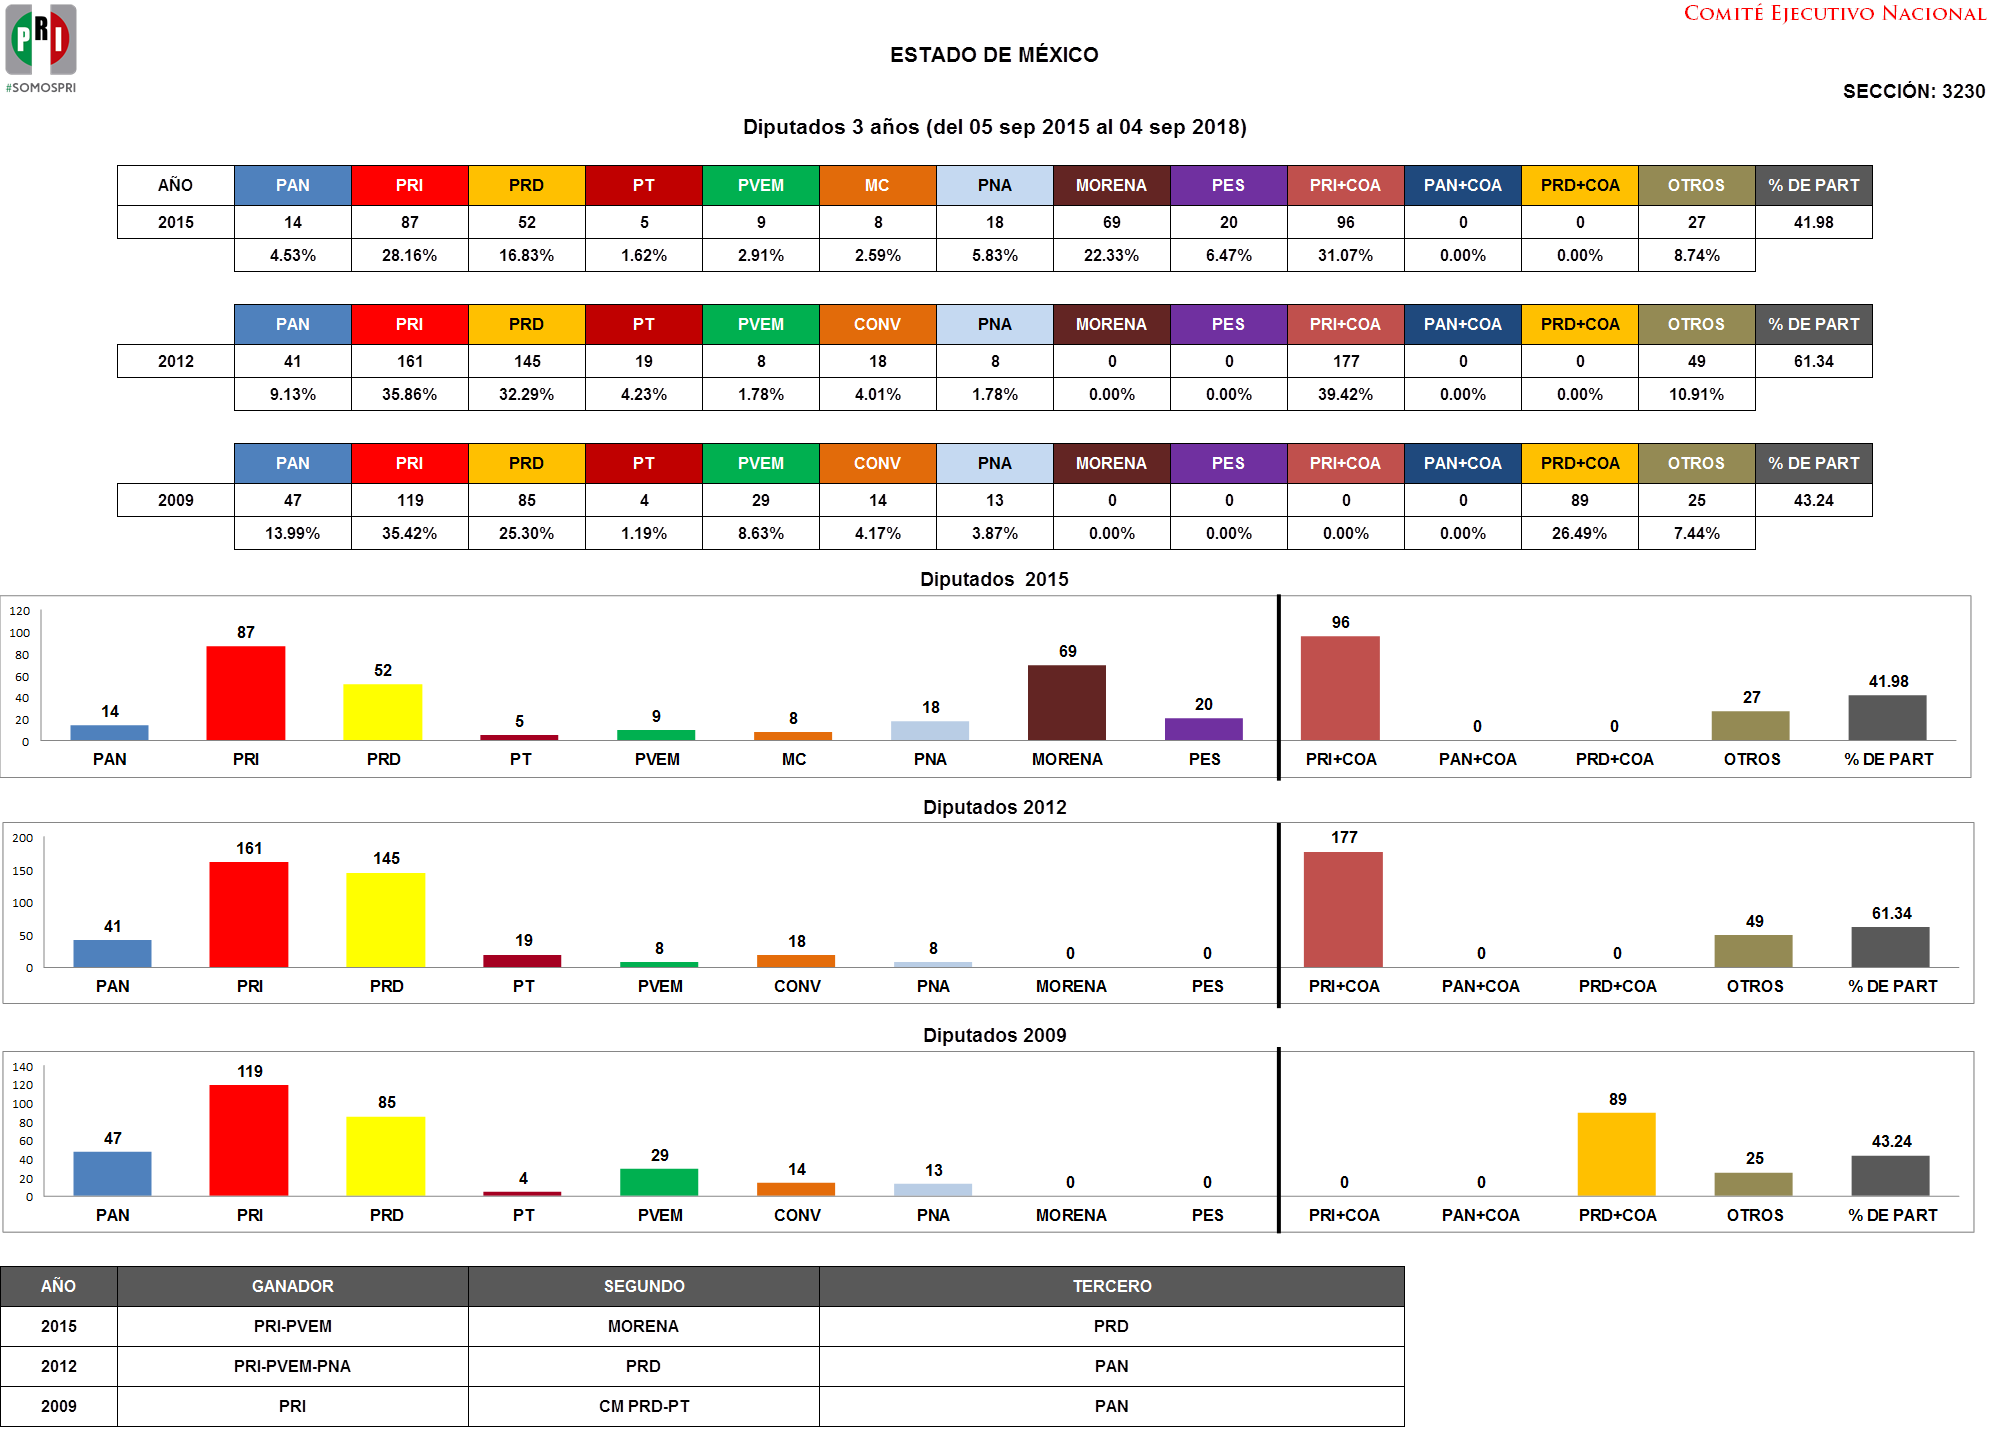 PRI
#SOMOSPRI
COMITÉ EJECUTIVO NACIONAL
ESTADO DE MÉXICO
SECCIÓN: 3230
Diputados 3 años (del 05 sep 2015 al 04 sep 2018)
AÑO PAN PRI PRD PT PVEM MC PNA MORENA PES PRI+COA PAN+COA PRD+COA OTROS % DE PART
2015 14 87 52 5 9 8 18 69 20 96 0 0 27 41.98
4.53% 28.16% 16.83% 1.62% 2.91% 2.59% 5.83% 22.33% 6.47% 31.07% 0.00% 0.00% 8.74%
PAN PRI PRD PT PVEM CONV PNA MORENA PES PRI+COA PAN+COA PRD+COA OTROS % DE PART
2012 41 161 145 19 8 18 8 0 0 177 0 0 49 61.34
9.13% 35.86% 32.29% 4.23% 1.78% 4.01% 1.78% 0.00% 0.00% 39.42% 0.00% 0.00% 10.91%
PAN PRI PRD PT PVEM CONV PNA MORENA PES PRI+COA PAN+COA PRD+COA OTROS % DE PART
2009 47 119 85 4 29 14 13 0 0 0 0 89 25 43.24
13.99% 35.42% 25.30% 1.19% 8.63% 4.17% 3.87% 0.00% 0.00% 0.00% 0.00% 26.49% 7.44%
Diputados 2015
120
100
80
60
40
20
0
14 87 52 5 9 8 18 69 20 96 0 0 27 41.98
PAN PRI PRD PT PVEM MC PNA MORENA PES PRI+COA PAN+COA PRD+COA OTROS % DE PART
Diputados 2012
200
150
100
50
0
41 161 145 19 8 18 8 0 0 177 0 0 49 61.34
PAN PRI PRD PT PVEM CONV PNA MORENA PES PRI+COA PAN+COA PRD+COA OTROS % DE PART
Diputados 2009
140
120
100
80
60
40
20
0
47 119 85 4 29 14 13 0 0 0 0 89 25 43.24
PAN PRI PRD PT PVEM CONV PNA MORENA PES PRI+COA PAN+COA PRD+COA OTROS % DE PART
AÑO GANADOR SEGUNDO TERCERO
2015 PRI-PVEM MORENA PRD
2012 PRI-PVEM-PNA PRD PAN
2009 PRI CM PRD-PT PAN